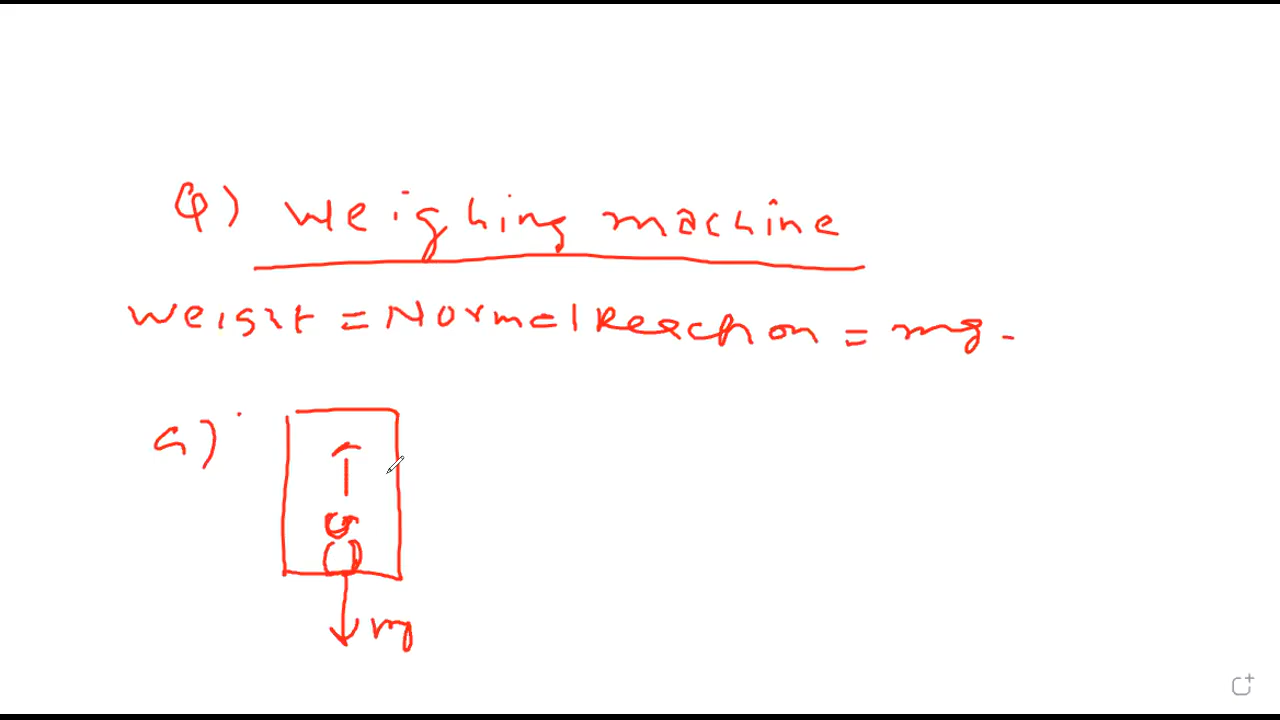 Q) Weighing machine
Weight = Normal Reaction = mg.
a)
mg